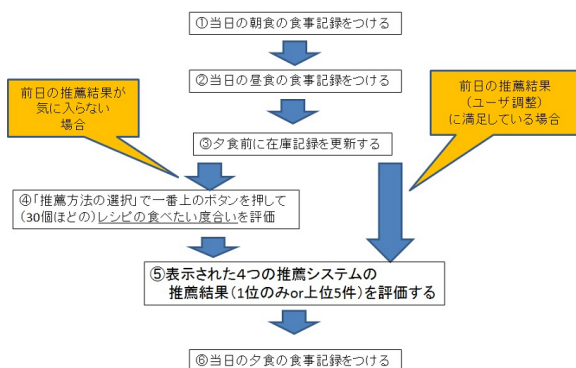 ①当日の朝食の食事記録をつける
②当日の昼食の食事記録をつける
前日の推薦結果が
気に入らない
場合
前日の推薦結果
(ユーザ調整)
に満足している場合
③夕食前に在庫記録を更新する
④「推薦方法の選択」で一番上のボタンを押して
(30個ほどの)レシピの食べたい度合いを評価
⑤表示された4つの推薦システムの
推薦結果(1位のみor上位5件)を評価する
⑥当日の夕食の食事記録をつける